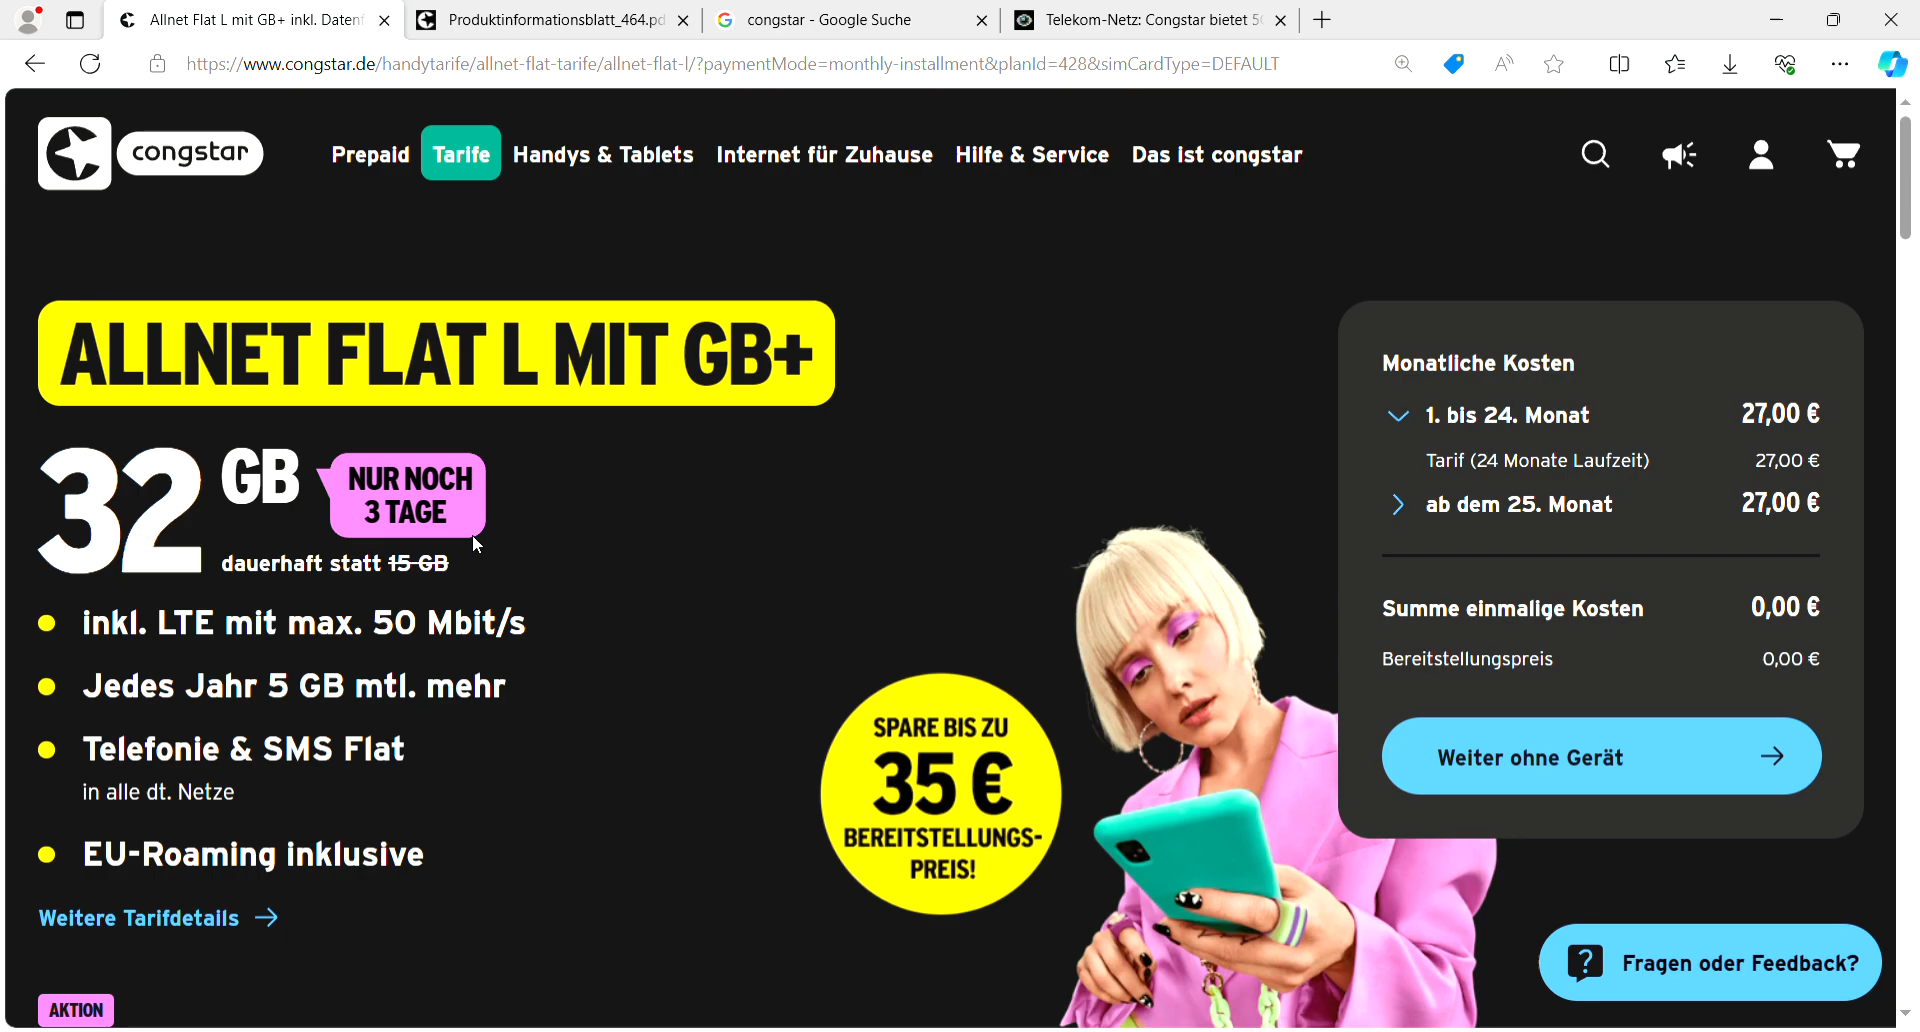 Allnet Flat L mit GB+ inkl. Daten
Produktinformationsblatt_464.pd
congstar - Google Suche
Telekom-Netz: Congstar bietet 5
https://www.congstar.de/handytarife/allnet-flat-tarife/allnet-flat-l/?paymentMode=monthly-installment&planId=428&simCardType=DEFAULT
congstar
Prepaid
Tarife
Handys & Tablets
Internet für Zuhause
Hilfe & Service
Das ist congstar
ALLNET FLAT L MIT GB+
32 GB
NUR NOCH
3 TAGE
dauerhaft statt 15 GB
inkl. LTE mit max. 50 Mbit/s
Jedes Jahr 5 GB mtl. mehr
Telefonie & SMS Flat
in alle dt. Netze
EU-Roaming inklusive
Weitere Tarifdetails
AKTION
SPARE BIS ZU
35 €
BEREITSTELLUNGS-
PREIS!
Monatliche Kosten
1. bis 24. Monat 27,00 €
Tarif (24 Monate Laufzeit) 27,00 €
ab dem 25. Monat 27,00 €
Summe einmalige Kosten 0,00 €
Bereitstellungspreis 0,00 €
Weiter ohne Gerät
Fragen oder Feedback?